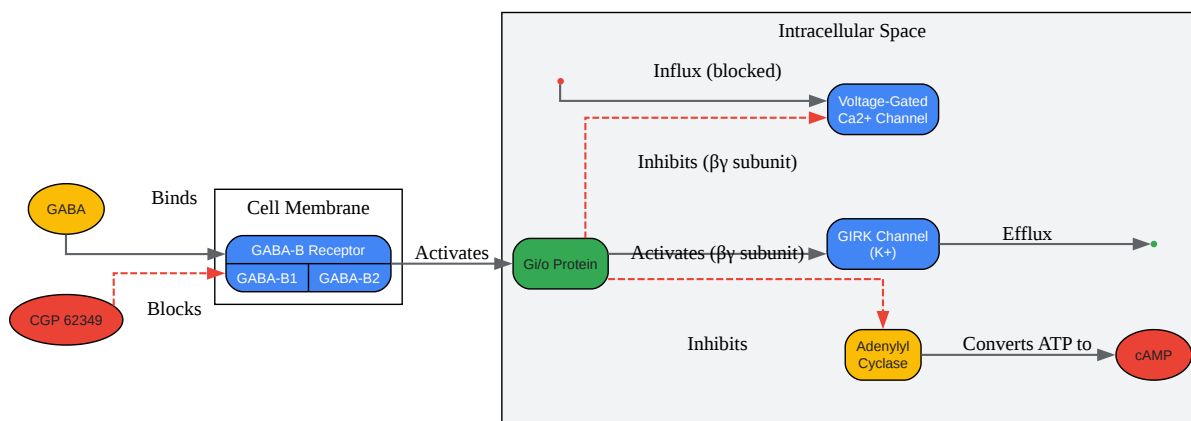 Intracellular Space
Influx (blocked)
Voltage-Gated
Ca2+ Channel
Inhibits (βγ subunit)
GABA
Binds
Cell Membrane
GABA-B Receptor
GABA-B1
GABA-B2
Activates
Gi/o Protein
Activates (βγ subunit)
GIRK Channel
(K+)
Efflux
CGP 62349
Blocks
Inhibits
Adenylyl
Cyclase
Converts ATP to
cAMP